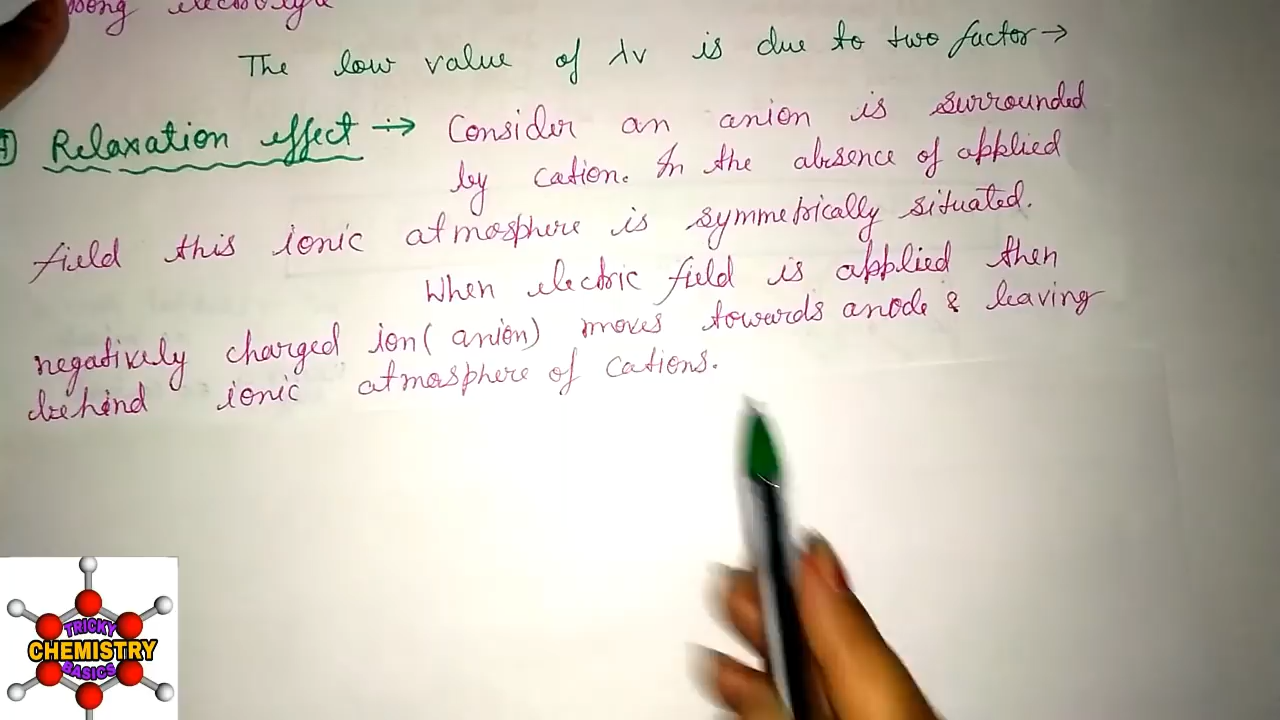 The low value of λv is due to two factor →
Relaxation effect → Consider an anion is surrounded
by cation. In the absence of applied
field this ionic atmosphere is symmetrically situated.
When electric field is applied then
negatively charged ion (anion) moves towards anode & leaving
behind ionic atmosphere of cations.
TRICKY
CHEMISTRY
BASICS